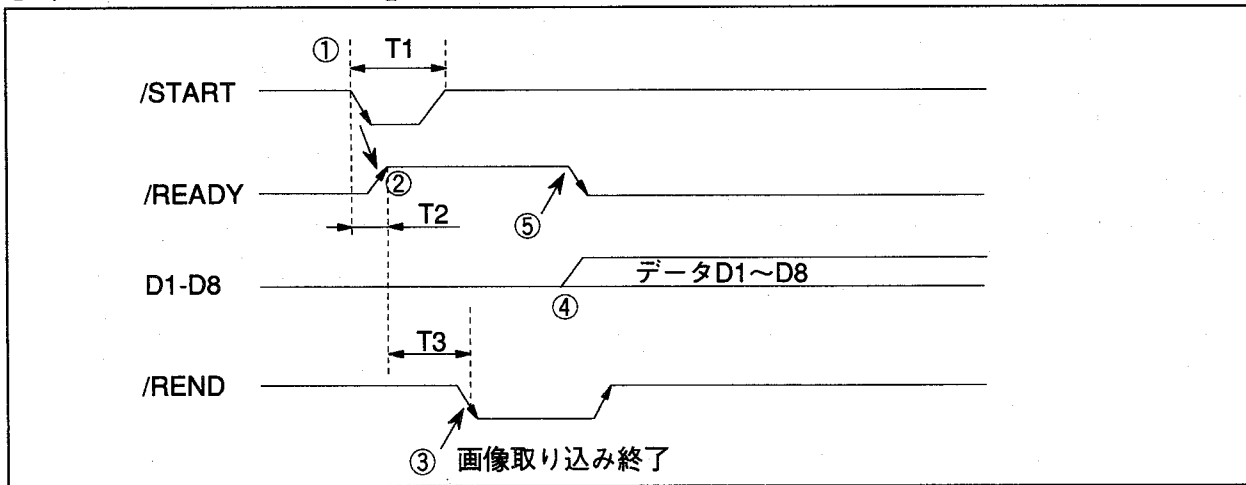 ① T1
/START
/READY ②
T2 ⑤
D1-D8 データD1～D8
④
T3
/REND
③ 画像取り込み終了